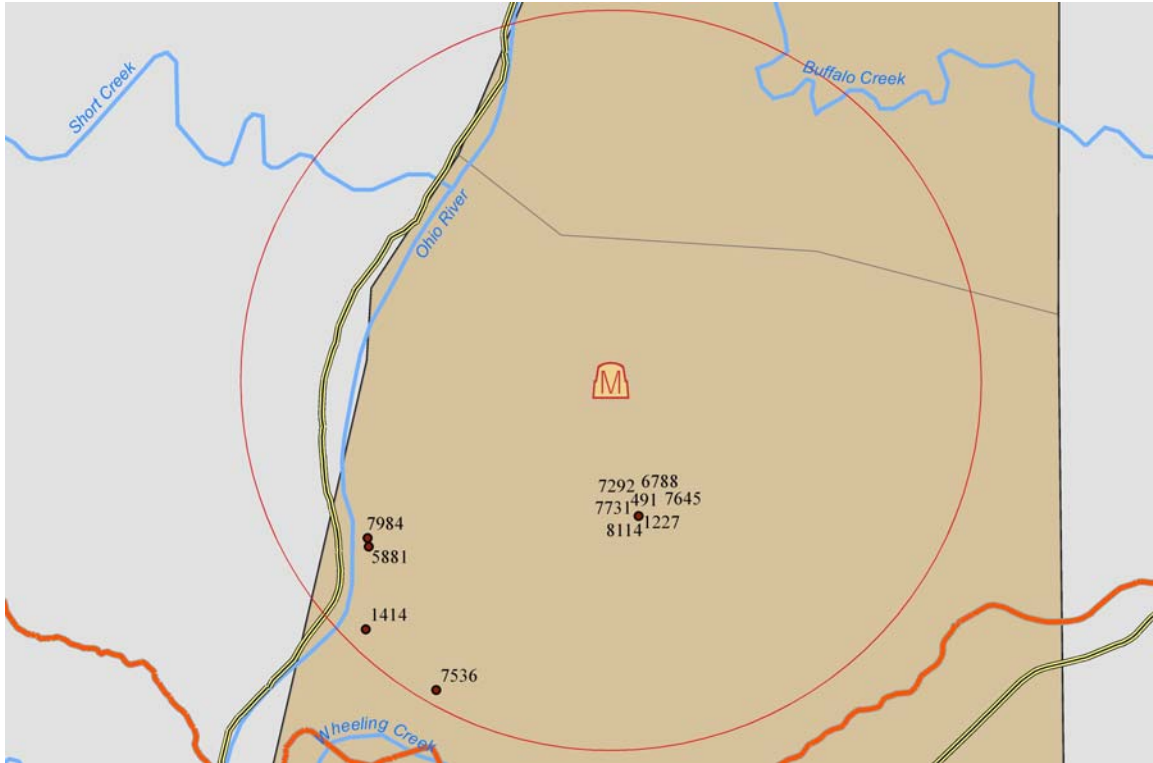 Short Creek
Buffalo Creek
Ohio River
M
7292 6788
7731 491 7645
8114 1227
7984
5881
1414
7536
Wheeling Creek